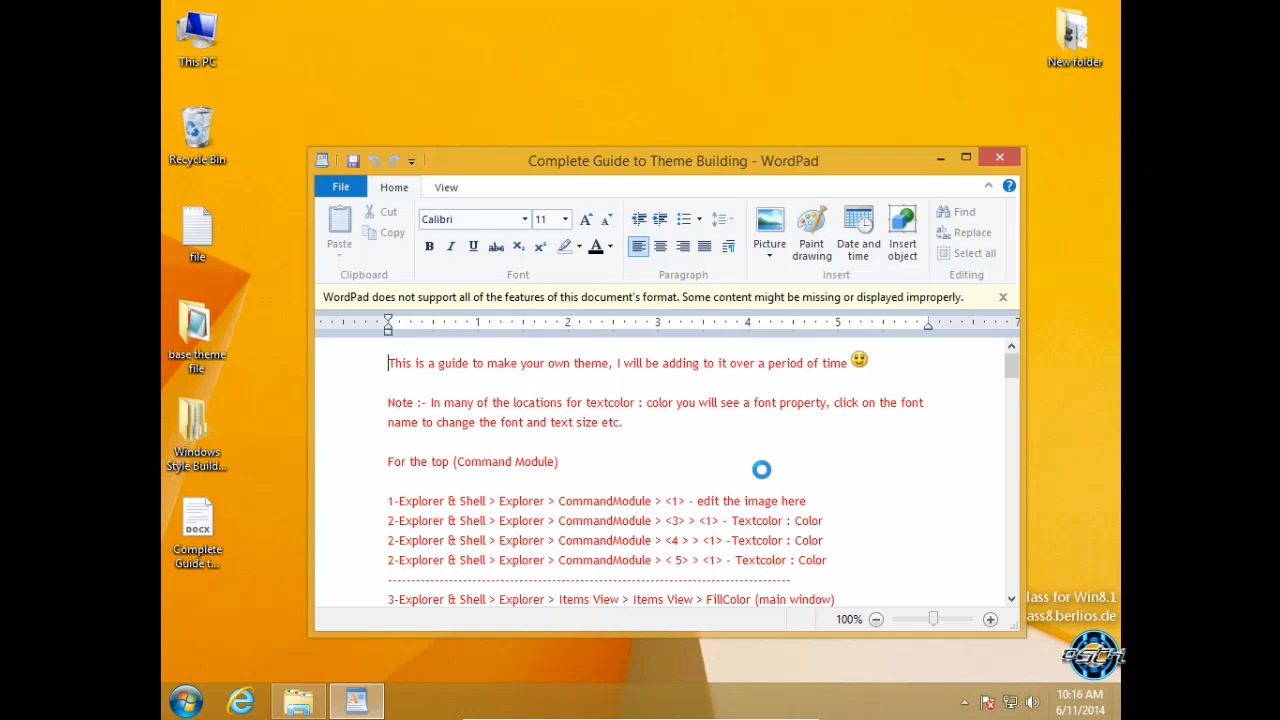 This PC
New folder
Recycle Bin
file
base theme
file
Windows
Style Build...
DOCX
Complete
Guide t...
Complete Guide to Theme Building - WordPad
File
Home
View
Paste
Cut
Copy
Clipboard
Calibri
11
B I U abc X₂ X²
A
Font
Paragraph
Picture
Paint
drawing
Date and
time
Insert
object
Insert
Find
Replace
Select all
Editing
WordPad does not support all of the features of this document's format. Some content might be missing or displayed improperly.
1 2 3 4 5 7
This is a guide to make your own theme, I will be adding to it over a period of time
Note :- In many of the locations for textcolor : color you will see a font property, click on the font
name to change the font and text size etc.
For the top (Command Module)
1-Explorer & Shell > Explorer > CommandModule > <1> - edit the image here
2-Explorer & Shell > Explorer > CommandModule > <3> > <1> - Textcolor : Color
2-Explorer & Shell > Explorer > CommandModule > <4 > > <1> -Textcolor : Color
2-Explorer & Shell > Explorer > CommandModule > < 5> > <1> - Textcolor : Color
--------------------------------------------------------------------------------
3-Explorer & Shell > Explorer > Items View > Items View > FillColor (main window)
100%
lass for Win8.1
ass8.berlios.de
10:16 AM
6/11/2014